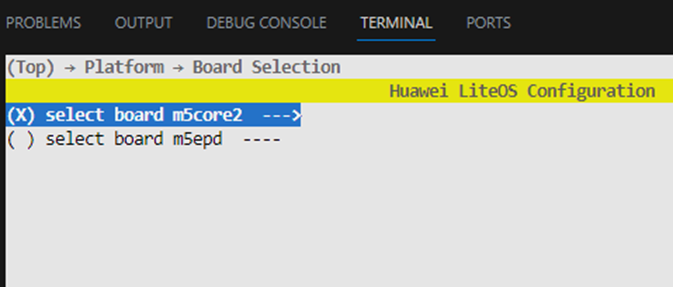 PROBLEMS OUTPUT DEBUG CONSOLE TERMINAL PORTS
(Top) → Platform → Board Selection
Huawei LiteOS Configuration
(X) select board m5core2 --->
( ) select board m5epd ----